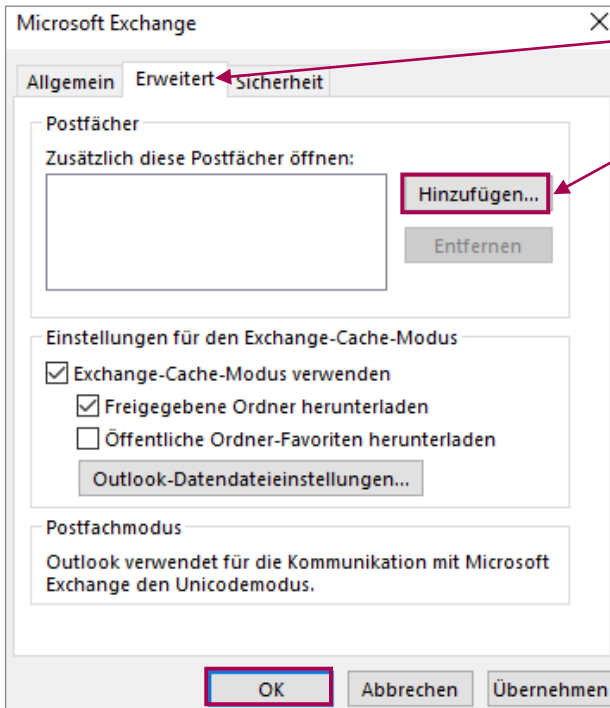 Microsoft Exchange
Allgemein Erweitert Sicherheit
Postfächer
Zusätzlich diese Postfächer öffnen:
Hinzufügen...
Entfernen
Einstellungen für den Exchange-Cache-Modus
Exchange-Cache-Modus verwenden
Freigegebene Ordner herunterladen
Öffentliche Ordner-Favoriten herunterladen
Outlook-Datendateieinstellungen...
Postfachmodus
Outlook verwendet für die Kommunikation mit Microsoft
Exchange den Unicodemodus.
OK Abbrechen Übernehmen